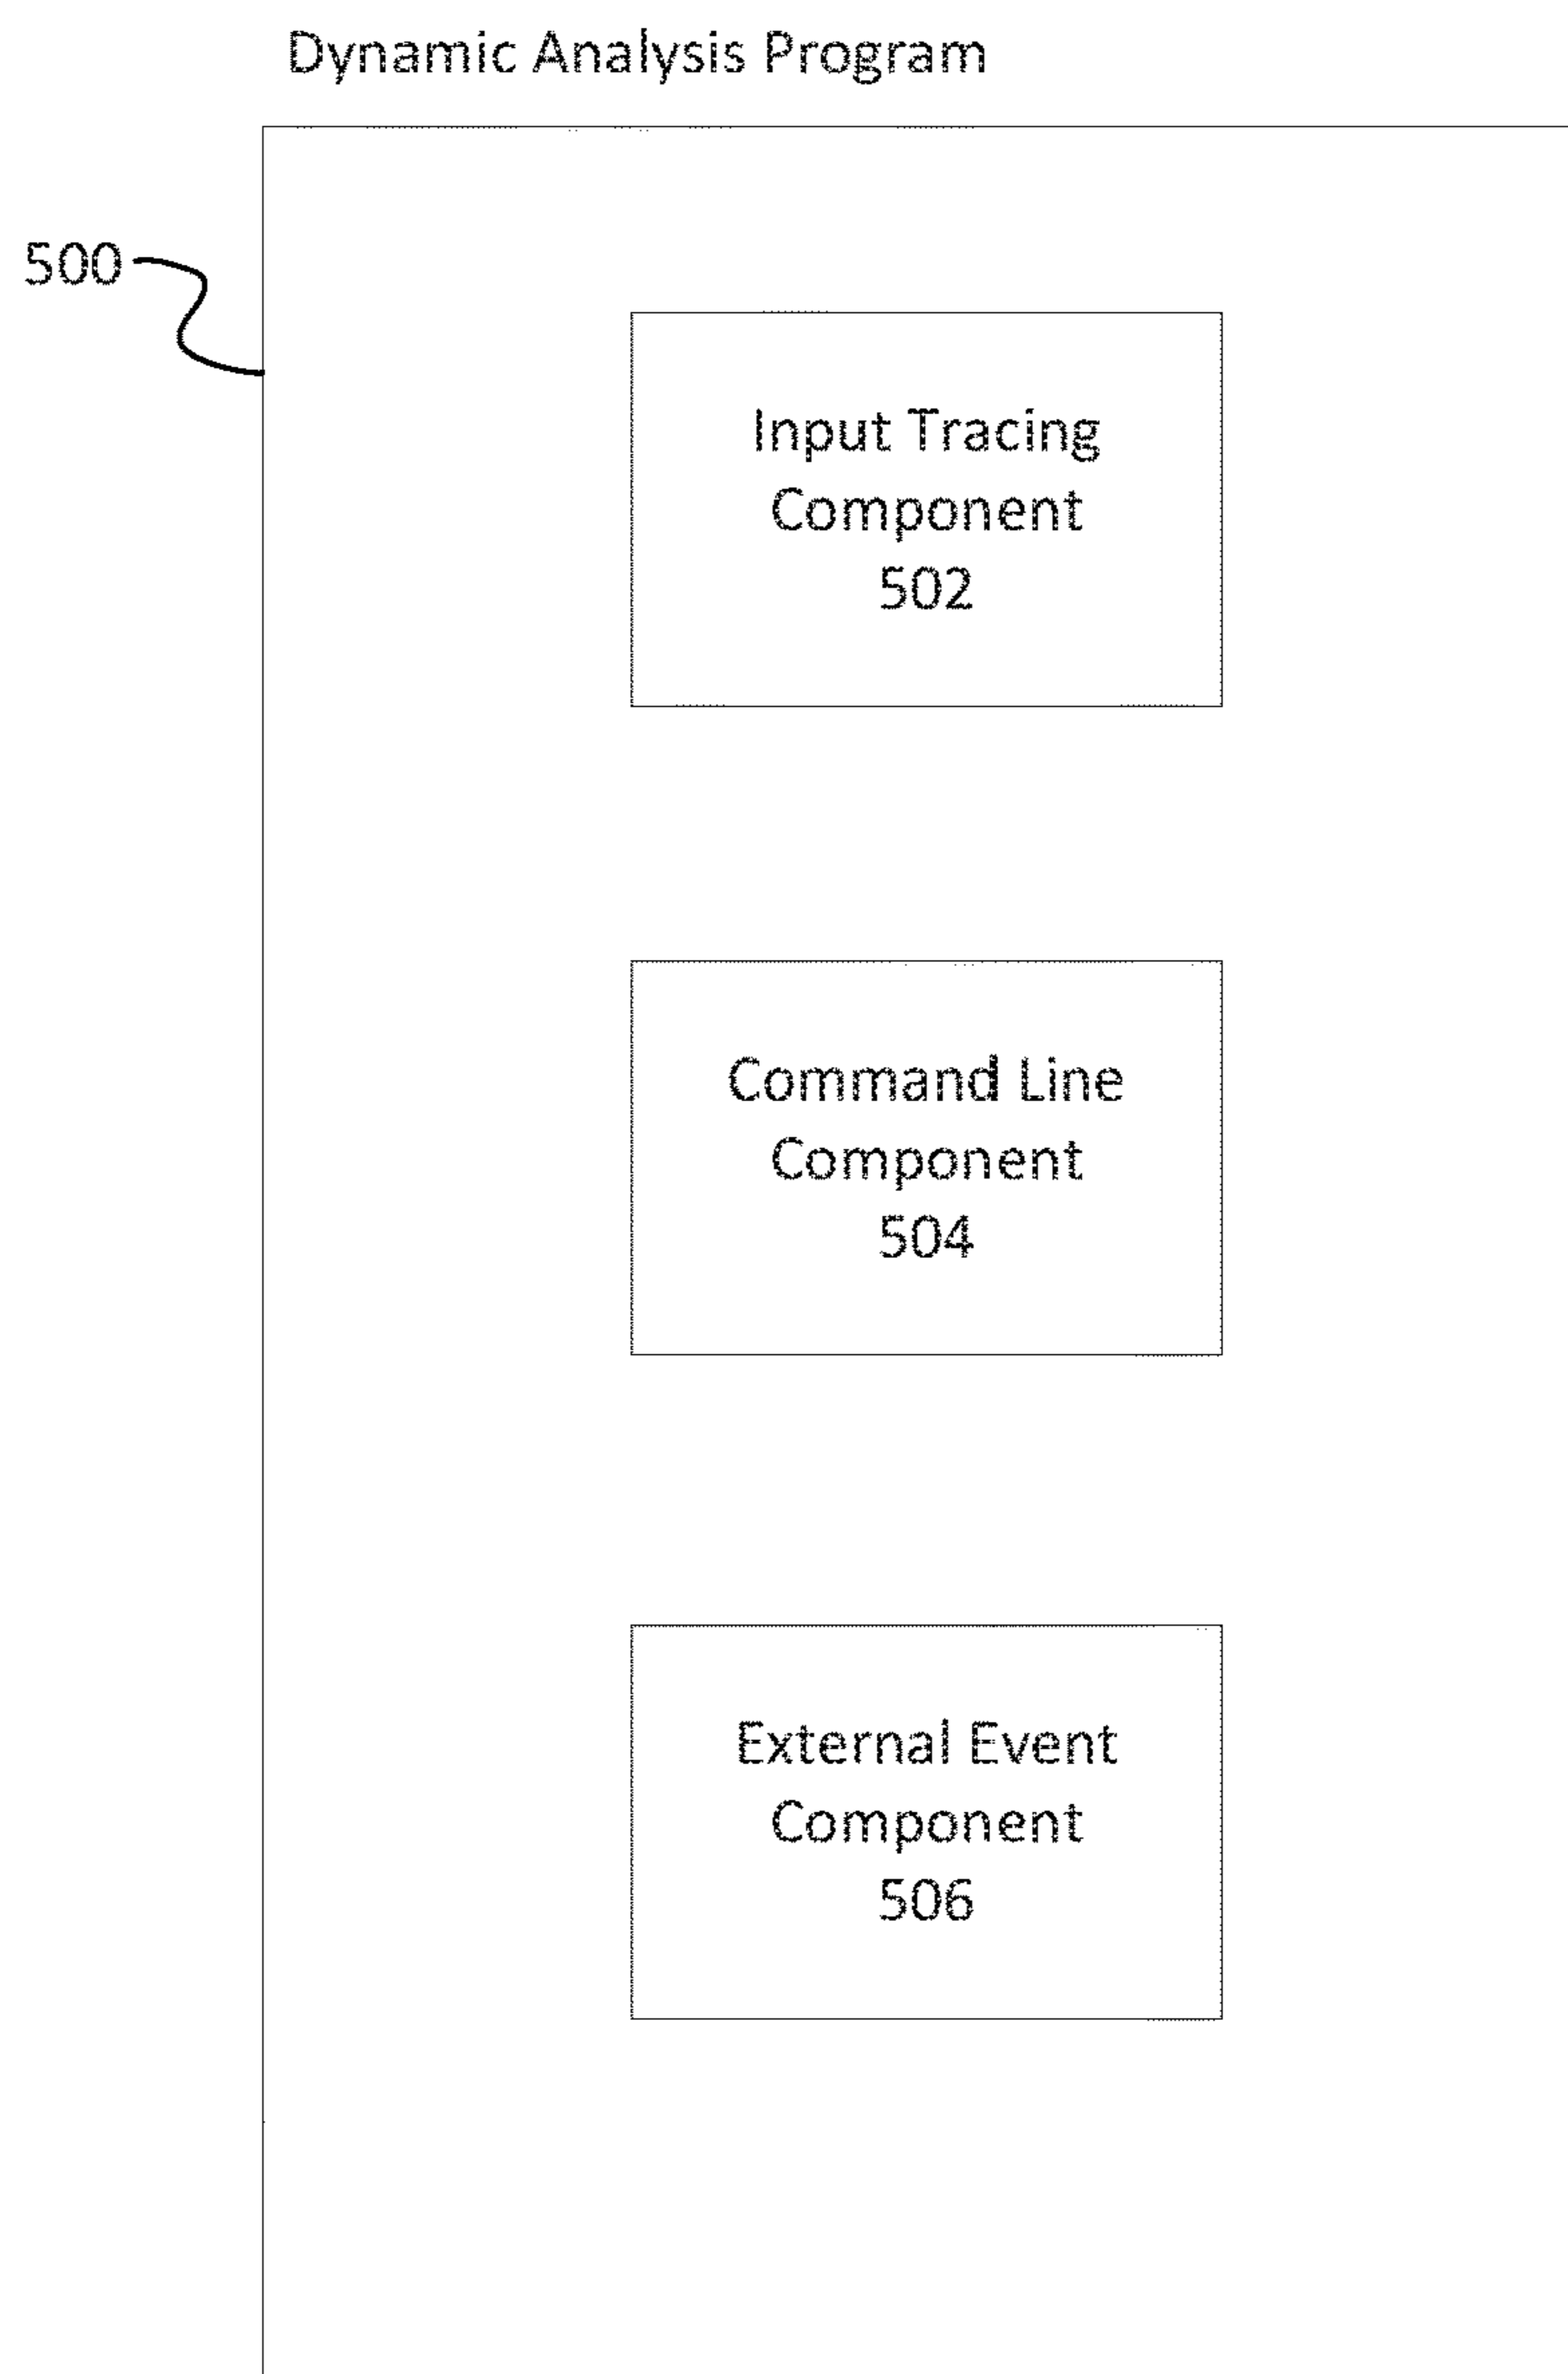 Dynamic Analysis Program
500
Input Tracing
Component
502
Command Line
Component
504
External Event
Component
506